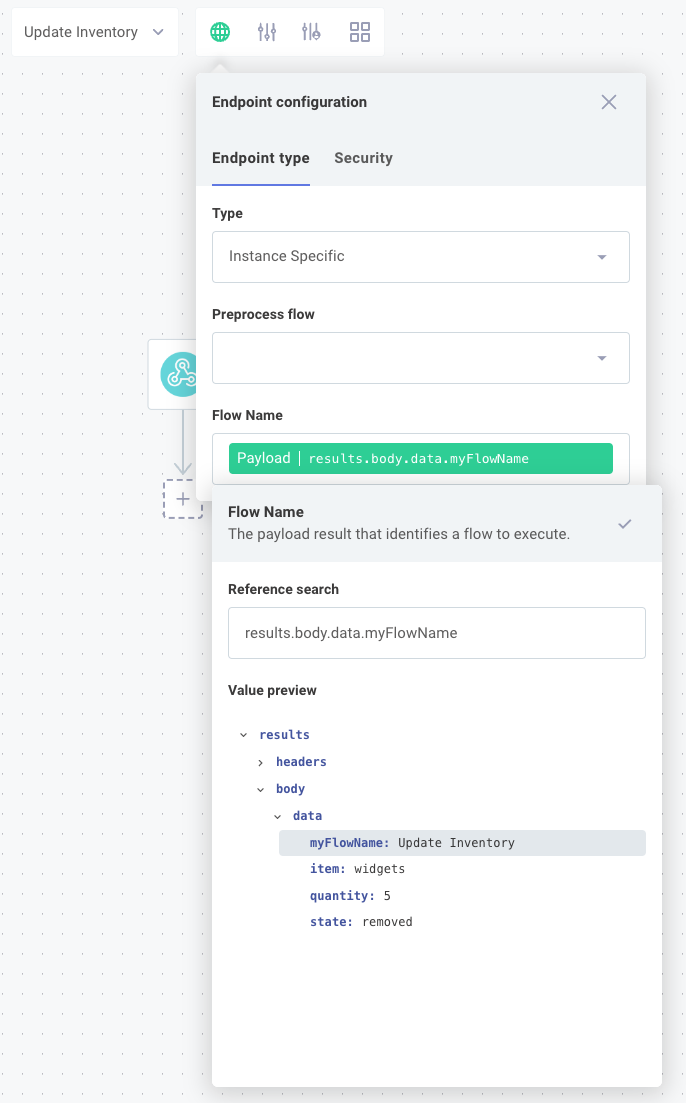 Update Inventory
Endpoint configuration
Endpoint type Security
Type
Instance Specific
Preprocess flow
Flow Name
Payload | results.body.data.myFlowName
Flow Name
The payload result that identifies a flow to execute.
Reference search
results.body.data.myFlowName
Value preview
results
headers
body
data
myFlowName: Update Inventory
item: widgets
quantity: 5
state: removed